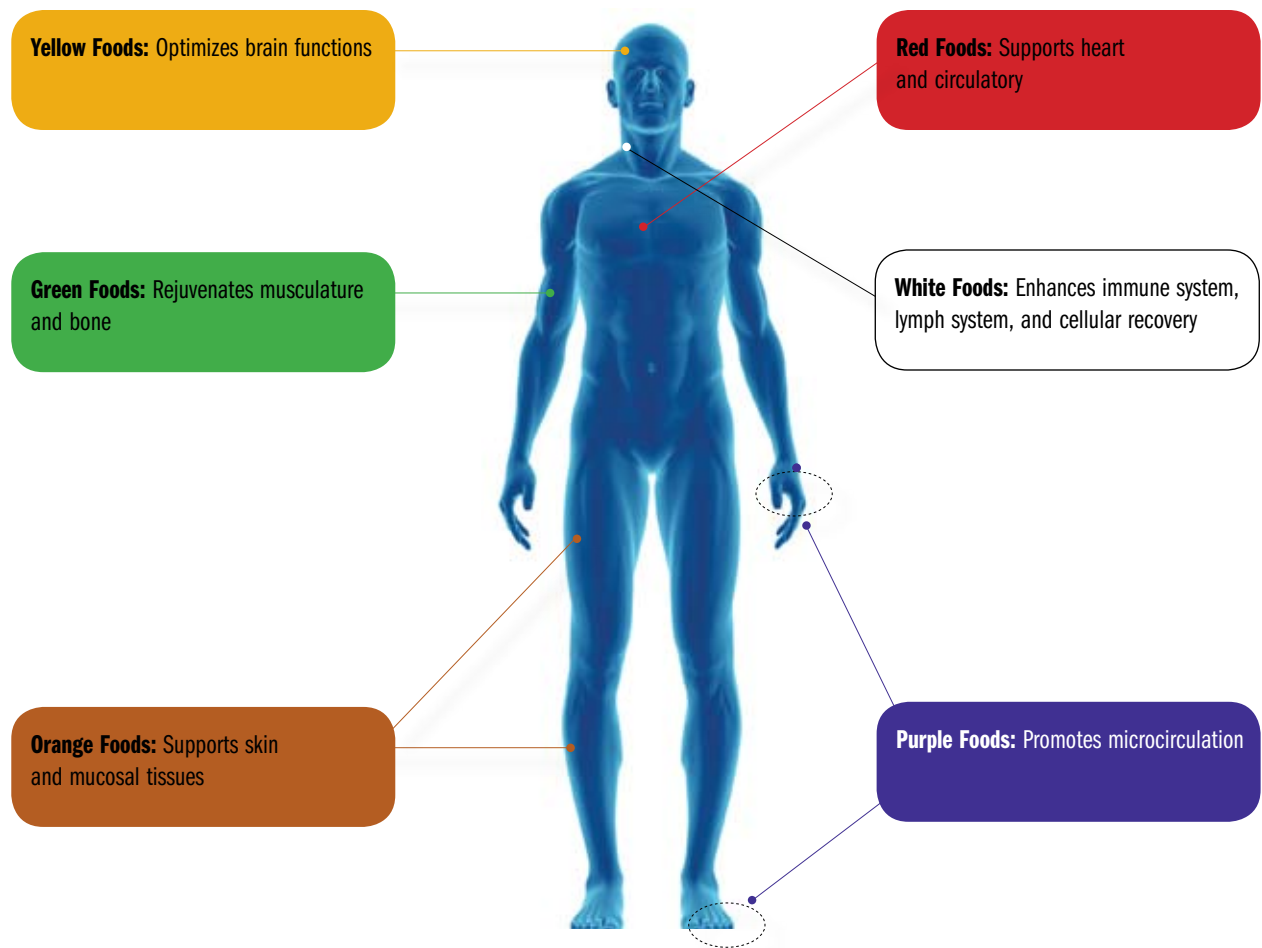 Yellow Foods: Optimizes brain functions
Red Foods: Supports heart
and circulatory
Green Foods: Rejuvenates musculature
and bone
White Foods: Enhances immune system,
lymph system, and cellular recovery
Orange Foods: Supports skin
and mucosal tissues
Purple Foods: Promotes microcirculation